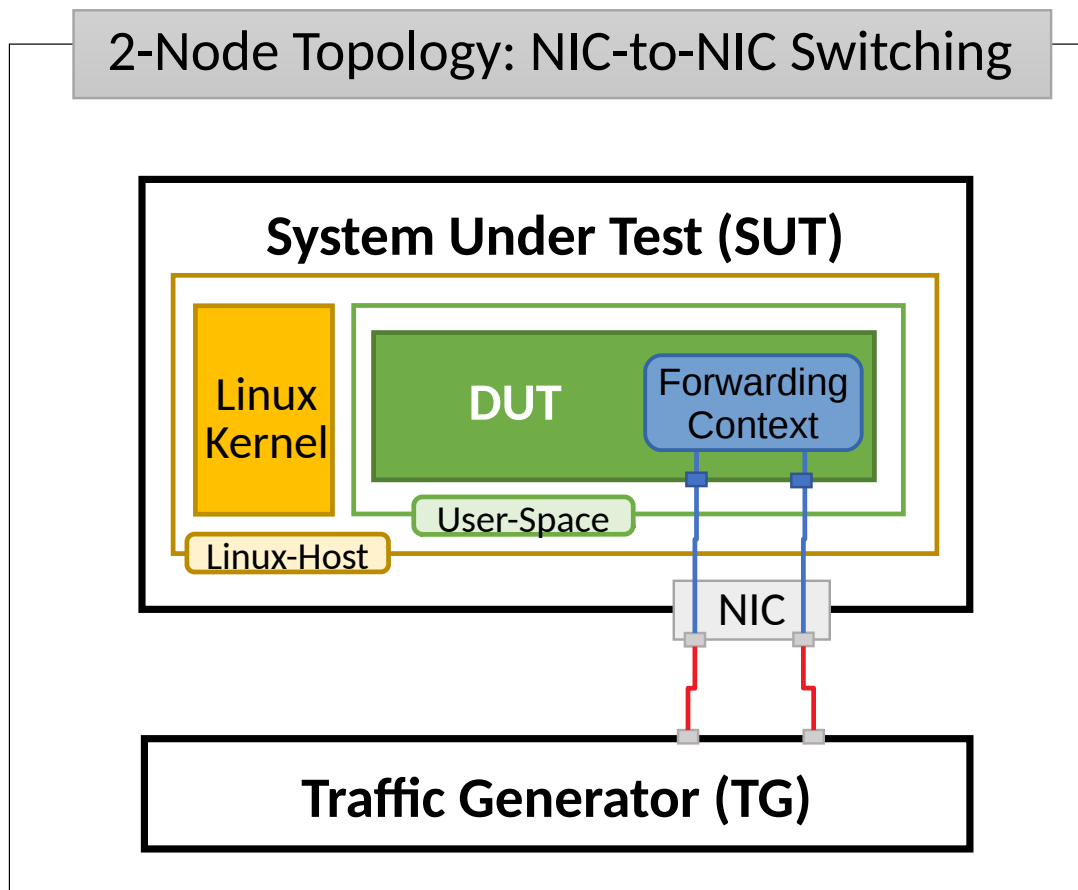 2-Node Topology: NIC-to-NIC Switching
System Under Test (SUT)
Linux
Kernel
DUT
Forwarding
Context
User-Space
Linux-Host
NIC
Traffic Generator (TG)